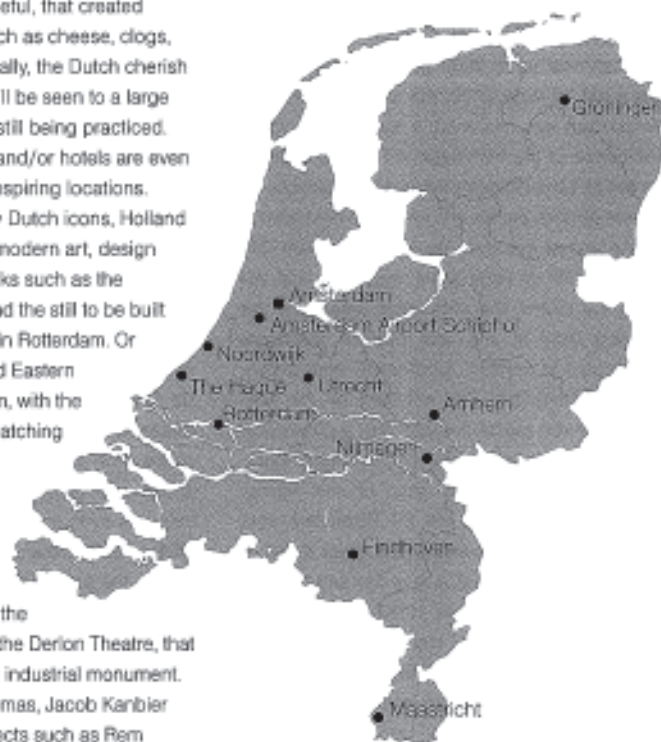 eful, that created
ch as cheese, clogs,
ally, the Dutch cherish
'll be seen to a large
still being practiced.
and/or hotels are even
spiring locations.
Dutch icons, Holland
modern art, design
ks such as the
d the still to be built
in Rotterdam. Or
d Eastern
n, with the
atching
the
the Derlon Theatre, that
industrial monument.
mas, Jacob Kanbier
ects such as Rem
Groningen
Amsterdam
Amsterdam Airport Schiphol
Noordwijk
The Hague
Utrecht
Rotterdam
Arnhem
Nijmegen
Eindhoven
Maastricht